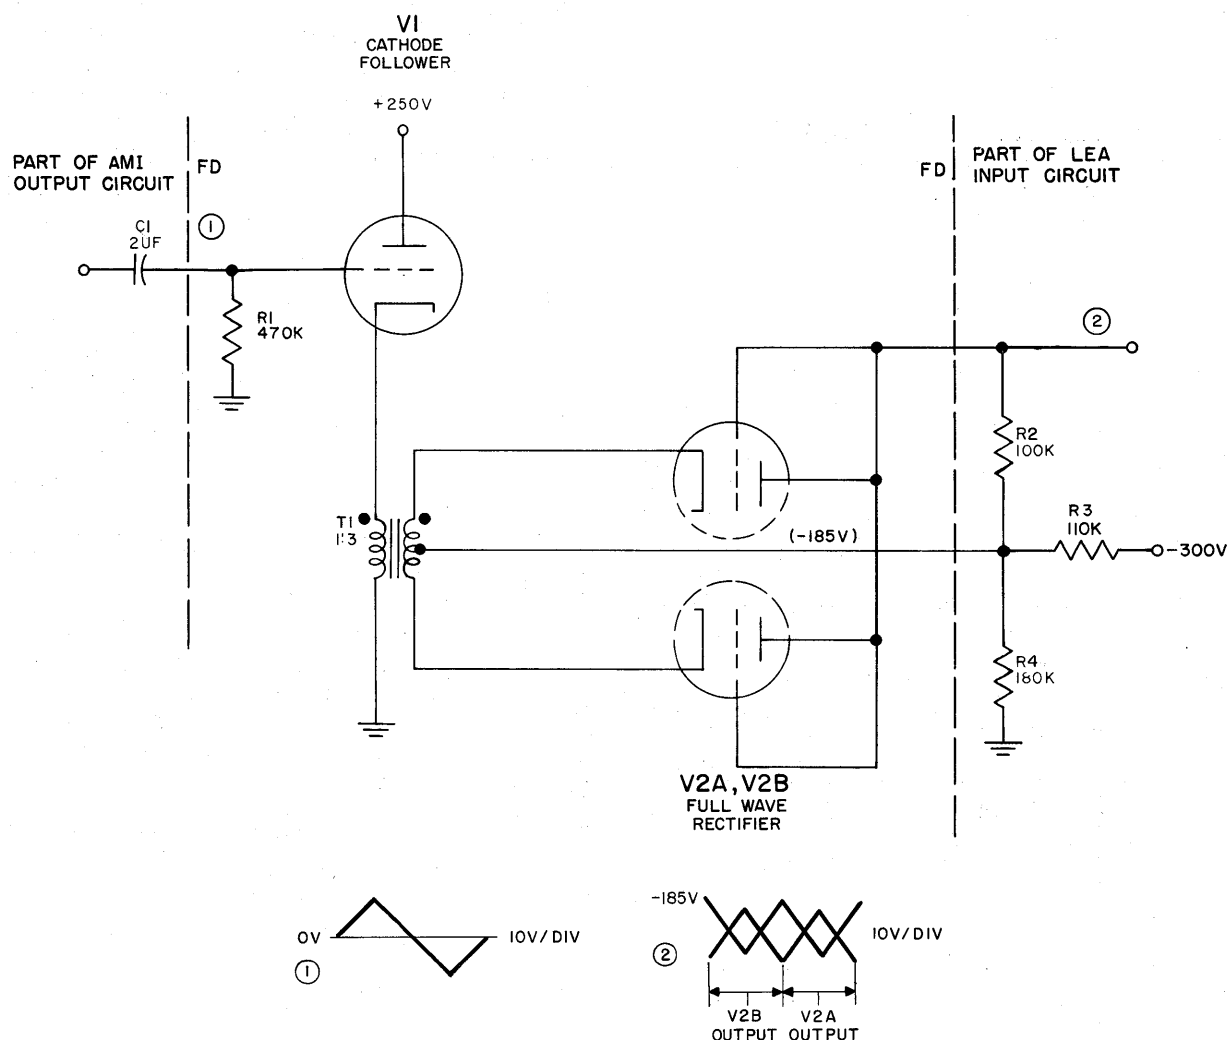 V1
CATHODE
FOLLOWER
+250V
PART OF AMI
OUTPUT CIRCUIT
FD
1
C1
2UF
R1
470K
FD
PART OF LEA
INPUT CIRCUIT
2
R2
100K
R3
110K
-300V
(-185V)
T1
1:3
R4
180K
V2A, V2B
FULL WAVE
RECTIFIER
0V
10V/DIV
1
-185V
10V/DIV
2
V2B
OUTPUT
V2A
OUTPUT